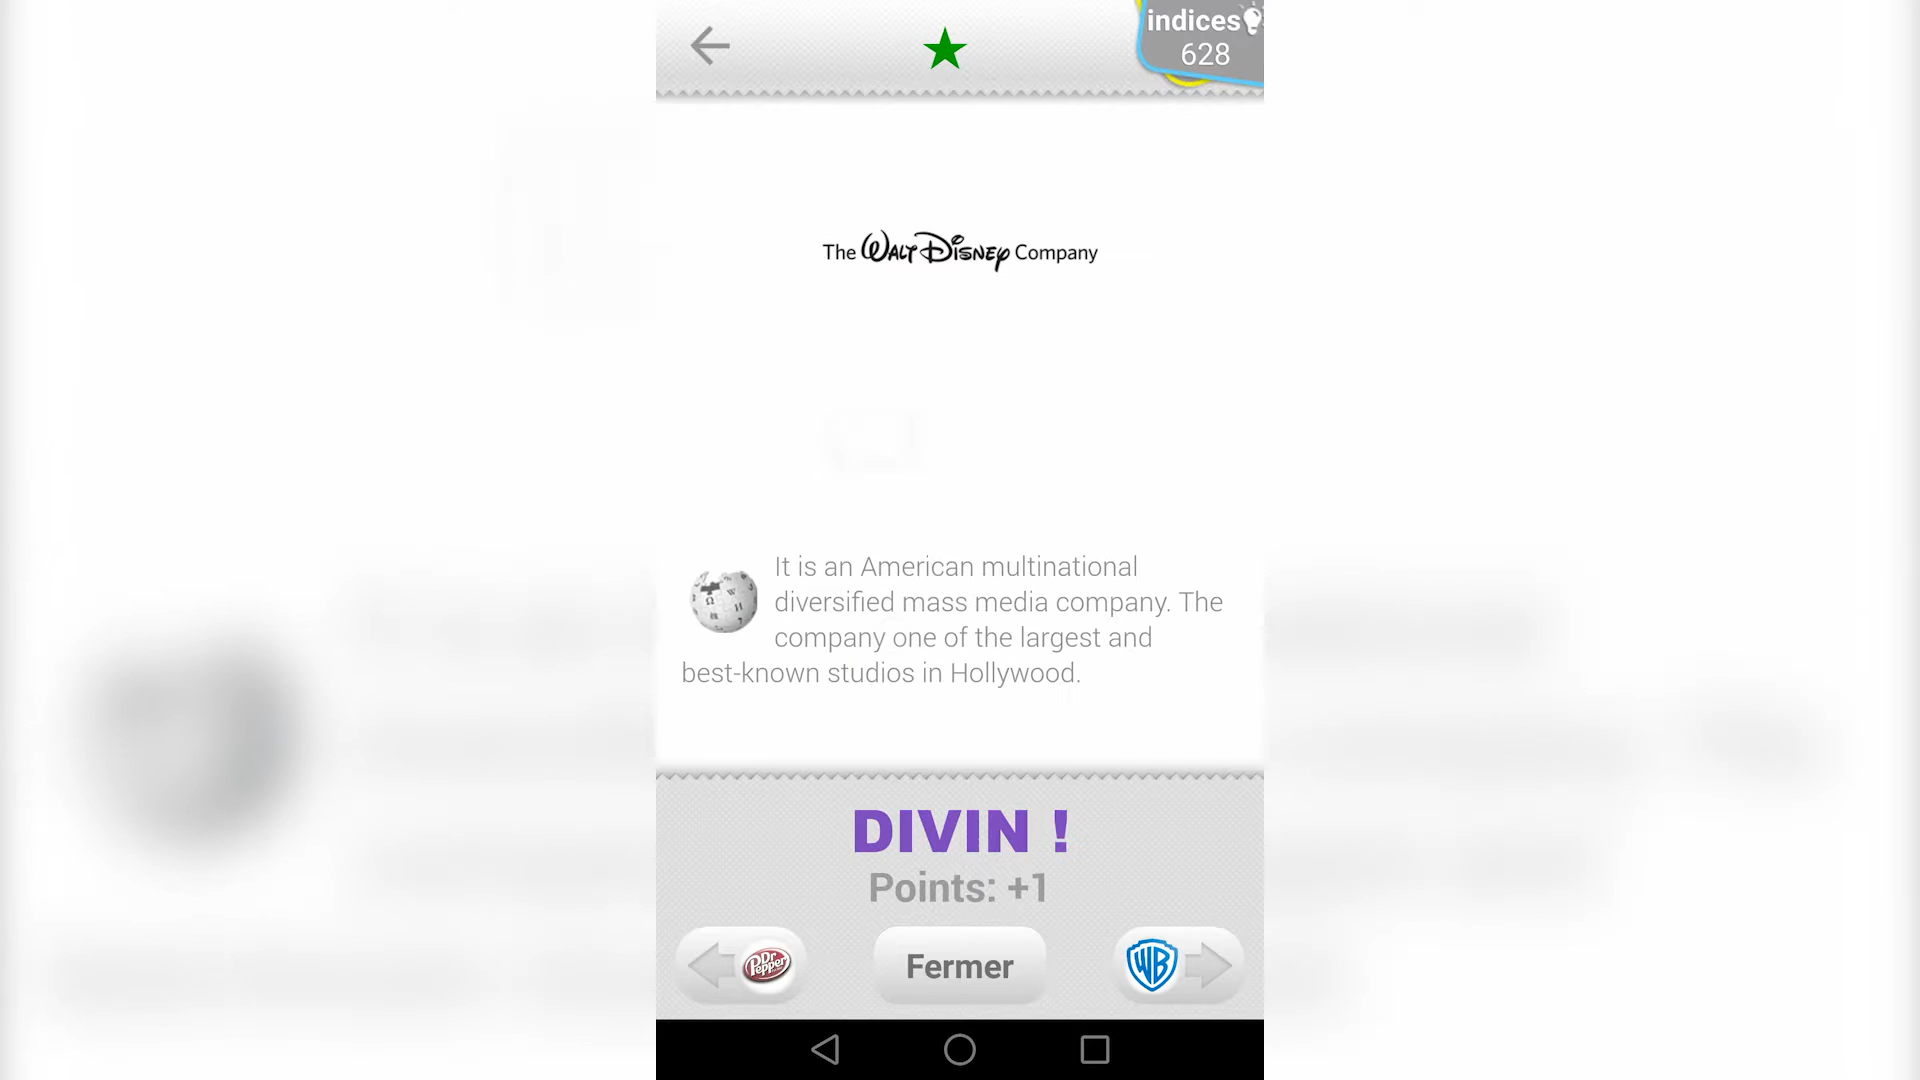 indices
628
The Walt Disney Company
It is an American multinational
diversified mass media company. The
company one of the largest and
best-known studios in Hollywood.
DIVIN !
Points: +1
Dr Pepper
Fermer
WB